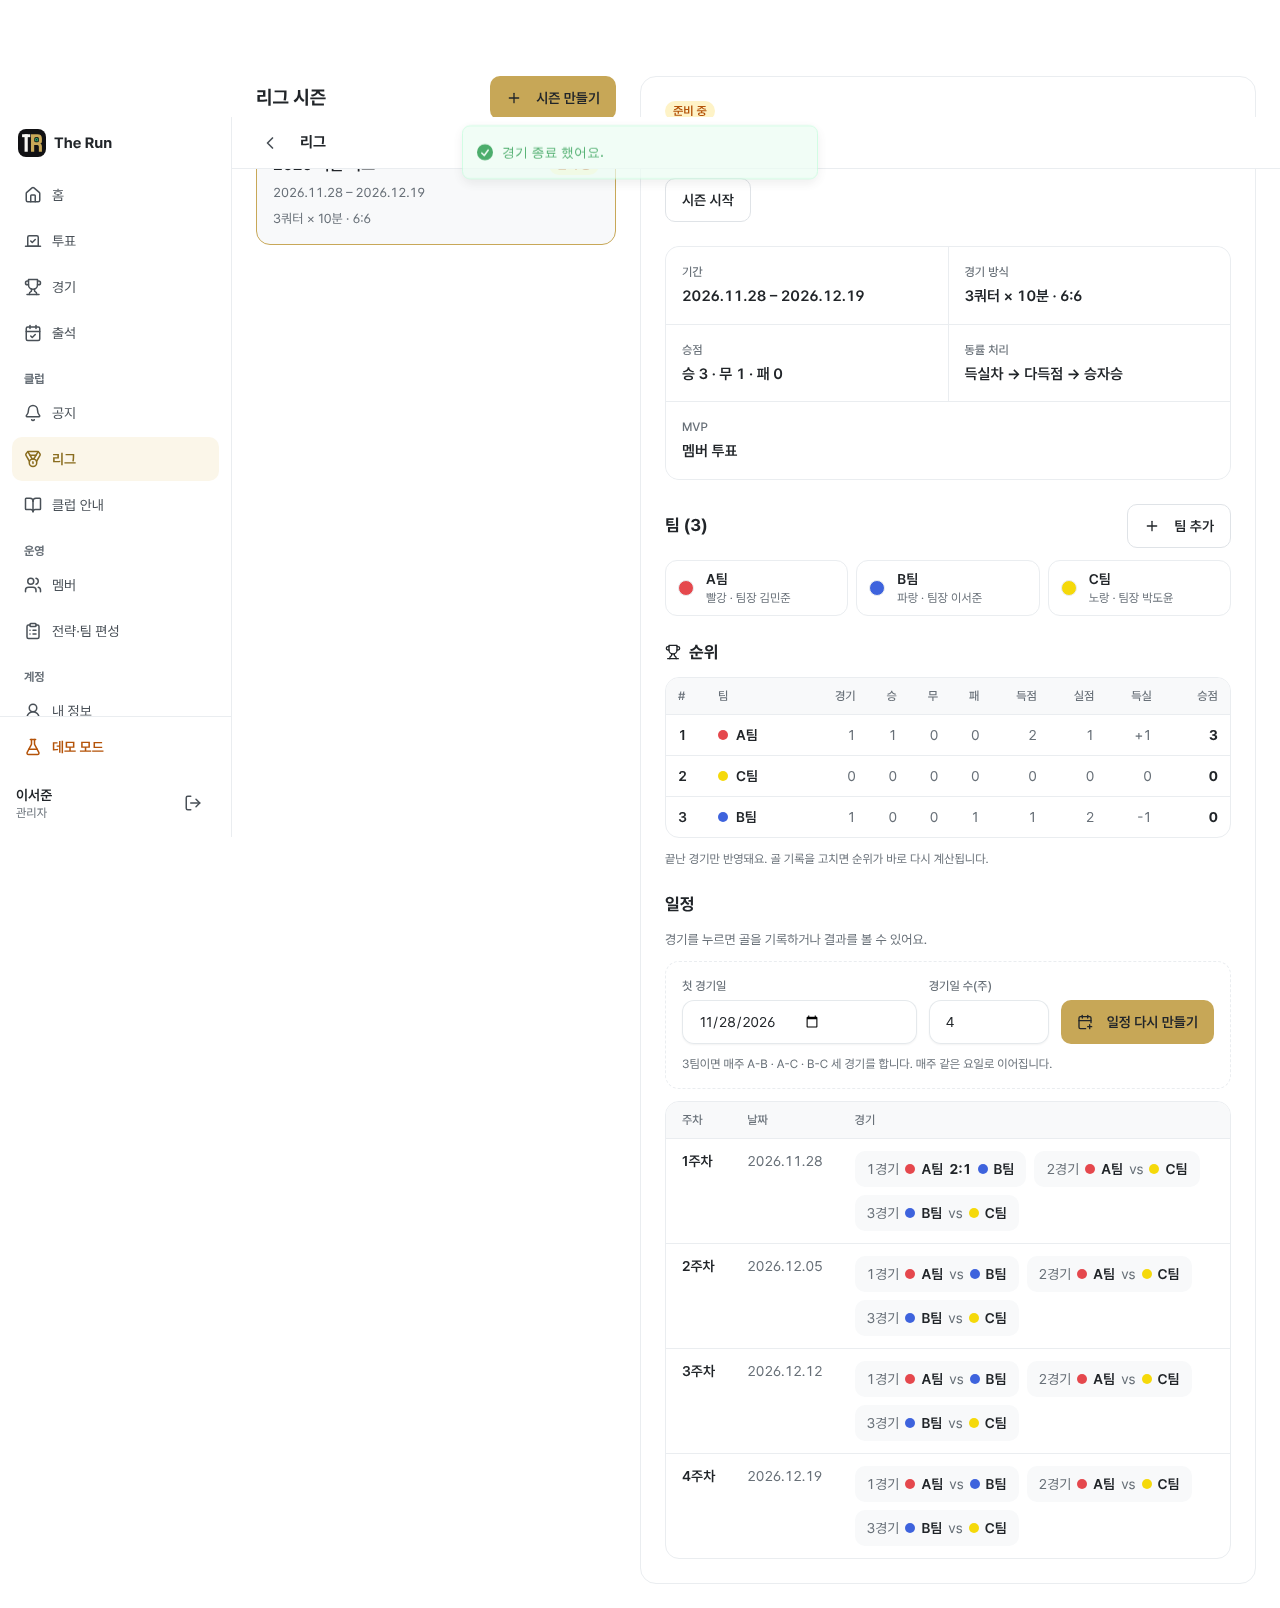 리그 시즌
시즌 만들기
준비 중
The Run
리그
경기 종료 했어요.
홈
투표
경기
출석
클럽
공지
리그
클럽 안내
운영
멤버
전략·팀 편성
계정
내 정보
데모 모드
이서준
관리자
2026.11.28 – 2026.12.19
3쿼터 × 10분 · 6:6
시즌 시작
기간
2026.11.28 – 2026.12.19
경기 방식
3쿼터 × 10분 · 6:6
승점
승 3 · 무 1 · 패 0
동률 처리
득실차 → 다득점 → 승자승
MVP
멤버 투표
팀 (3)
팀 추가
A팀
빨강 · 팀장 김민준
B팀
파랑 · 팀장 이서준
C팀
노랑 · 팀장 박도윤
순위
# 팀 경기 승 무 패 득점 실점 득실 승점
1 A팀 1 1 0 0 2 1 +1 3
2 C팀 0 0 0 0 0 0 0 0
3 B팀 1 0 0 1 1 2 -1 0
끝난 경기만 반영돼요. 골 기록을 고치면 순위가 바로 다시 계산됩니다.
일정
경기를 누르면 골을 기록하거나 결과를 볼 수 있어요.
첫 경기일
11/28/2026
경기일 수(주)
4
일정 다시 만들기
3팀이면 매주 A-B · A-C · B-C 세 경기를 합니다. 매주 같은 요일로 이어집니다.
주차 날짜 경기
1주차 2026.11.28 1경기 A팀 2:1 B팀 2경기 A팀 vs C팀
3경기 B팀 vs C팀
2주차 2026.12.05 1경기 A팀 vs B팀 2경기 A팀 vs C팀
3경기 B팀 vs C팀
3주차 2026.12.12 1경기 A팀 vs B팀 2경기 A팀 vs C팀
3경기 B팀 vs C팀
4주차 2026.12.19 1경기 A팀 vs B팀 2경기 A팀 vs C팀
3경기 B팀 vs C팀